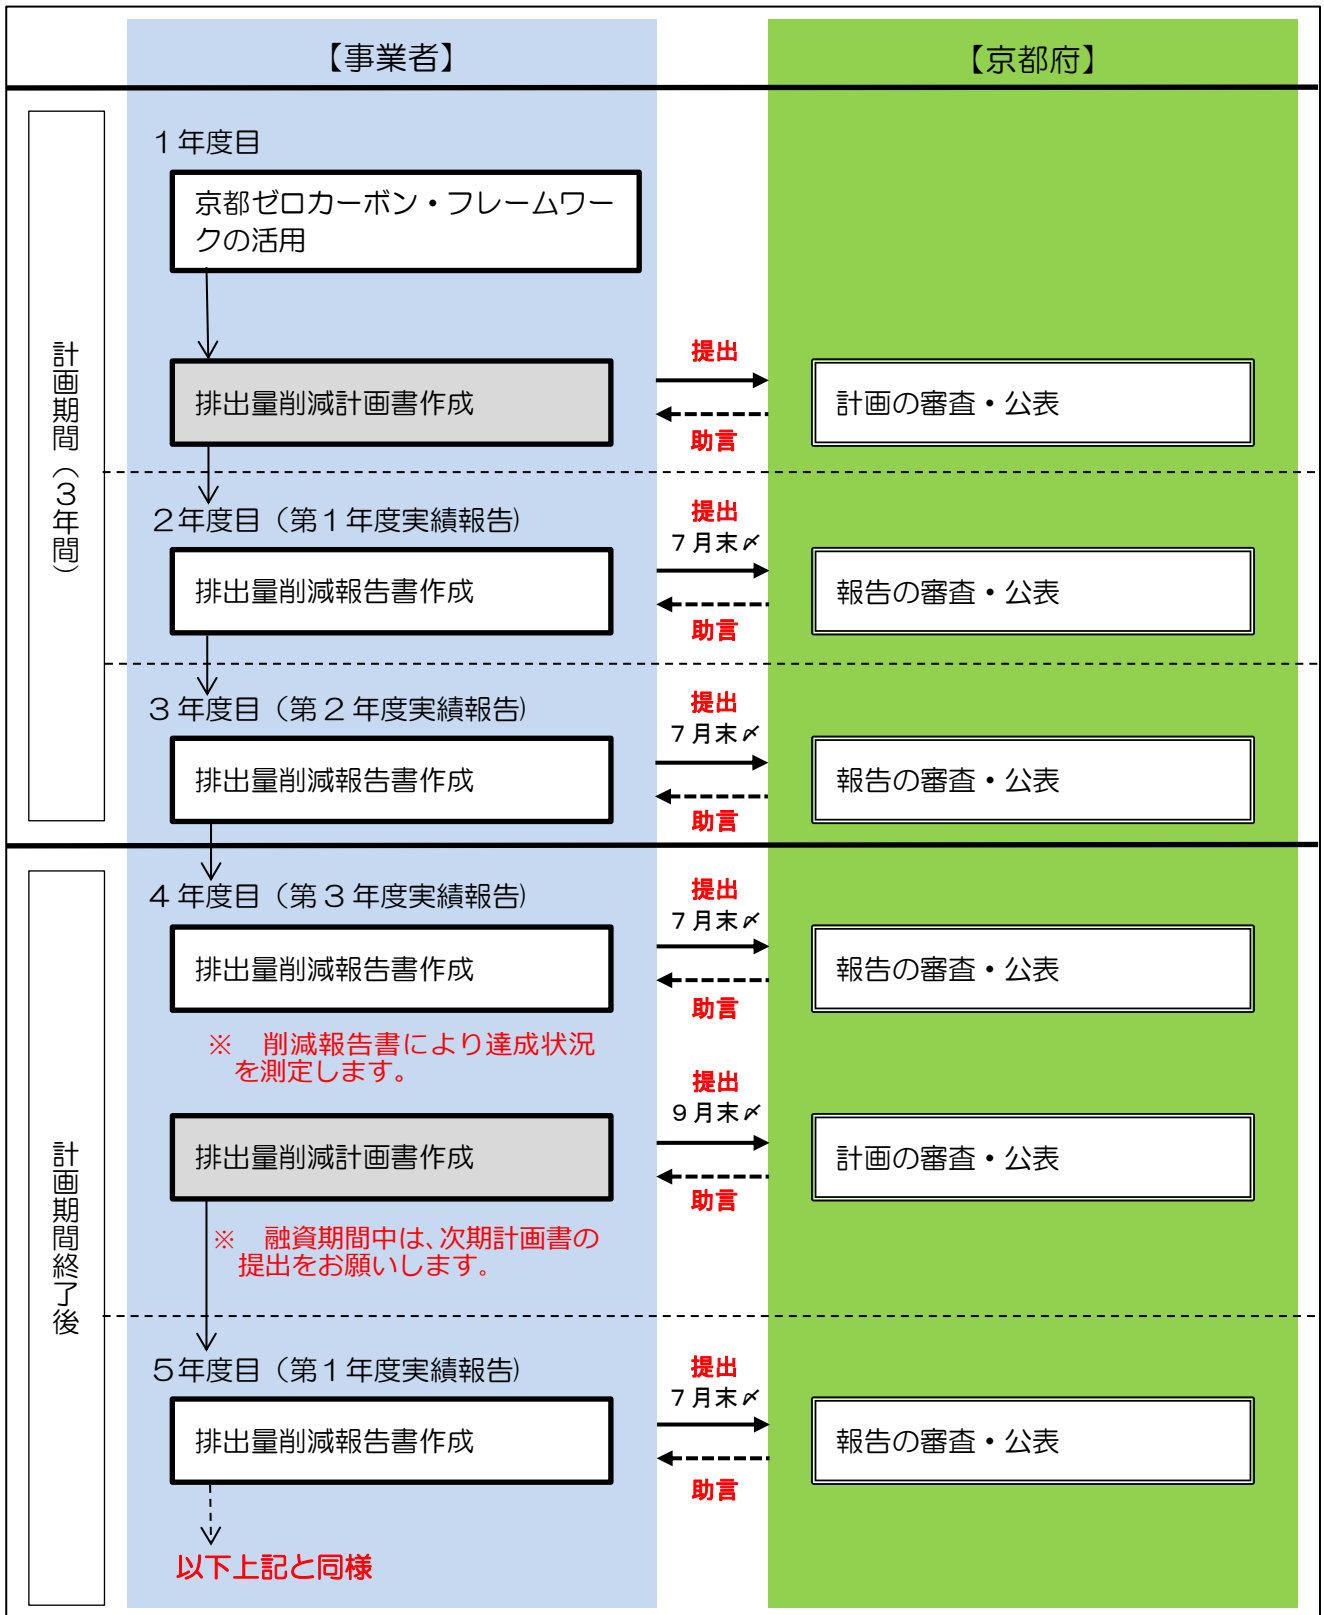 【事業者】
【京都府】
計画期間（３年間）
１年度目
京都ゼロカーボン・フレームワー
クの活用
排出量削減計画書作成
提出
助言
計画の審査・公表
２年度目（第１年度実績報告）
排出量削減報告書作成
提出
７月末〆
助言
報告の審査・公表
３年度目（第２年度実績報告）
排出量削減報告書作成
提出
７月末〆
助言
報告の審査・公表
計画期間終了後
４年度目（第３年度実績報告）
排出量削減報告書作成
提出
７月末〆
助言
報告の審査・公表
※　削減報告書により達成状況
を測定します。
排出量削減計画書作成
提出
９月末〆
助言
計画の審査・公表
※　融資期間中は、次期計画書の
提出をお願いします。
５年度目（第１年度実績報告）
排出量削減報告書作成
提出
７月末〆
助言
報告の審査・公表
以下上記と同様